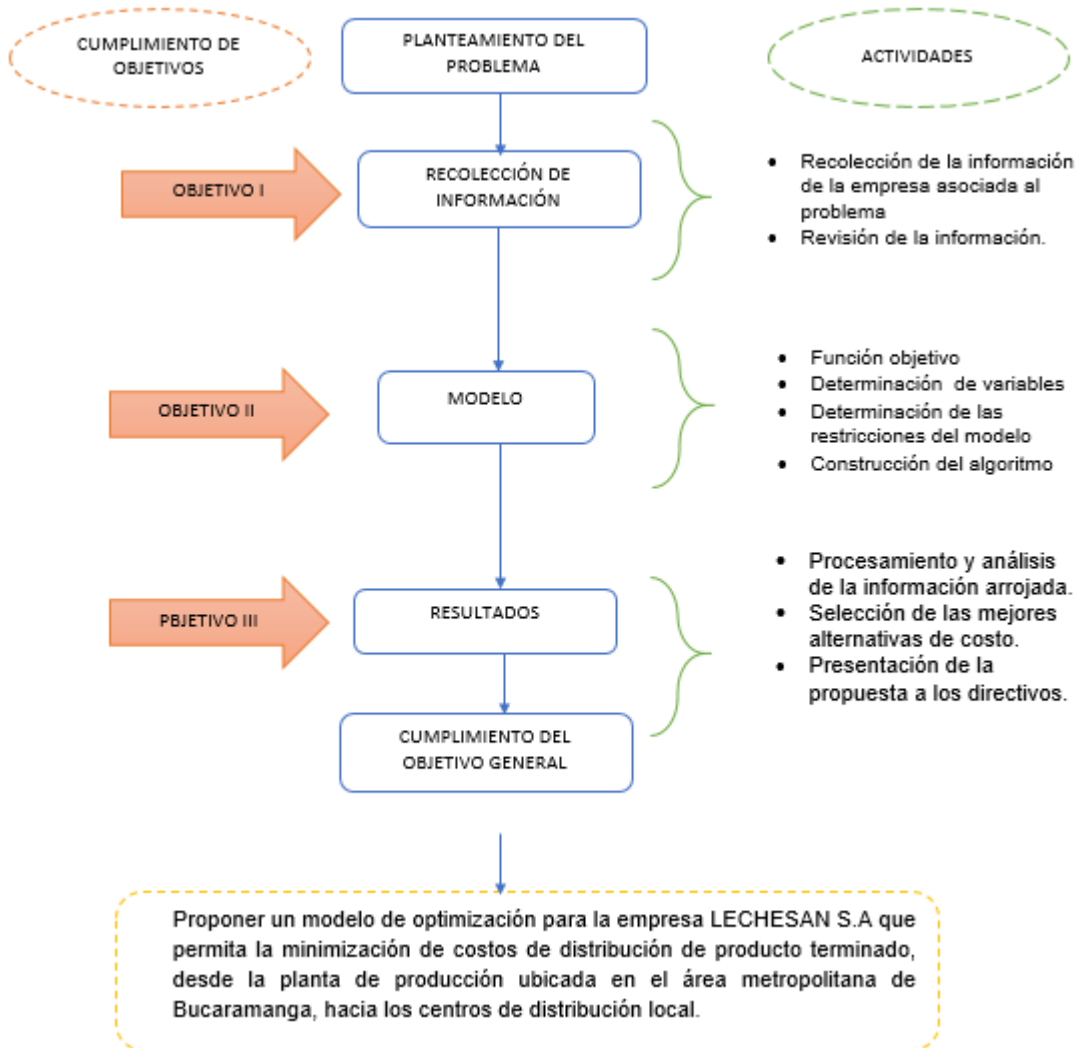 CUMPLIMIENTO DE
OBJETIVOS
PLANTEAMIENTO DEL
PROBLEMA
ACTIVIDADES
OBJETIVO I
RECOLECCIÓN DE
INFORMACIÓN
• Recolección de la información
de la empresa asociada al
problema
• Revisión de la información.
OBJETIVO II
MODELO
• Función objetivo
• Determinación de variables
• Determinación de las
restricciones del modelo
• Construcción del algoritmo
PBJETIVO III
RESULTADOS
• Procesamiento y análisis
de la información arrojada.
• Selección de las mejores
alternativas de costo.
• Presentación de la
propuesta a los directivos.
CUMPLIMIENTO DEL
OBJETIVO GENERAL
Proponer un modelo de optimización para la empresa LECHESAN S.A que
permita la minimización de costos de distribución de producto terminado,
desde la planta de producción ubicada en el área metropolitana de
Bucaramanga, hacia los centros de distribución local.